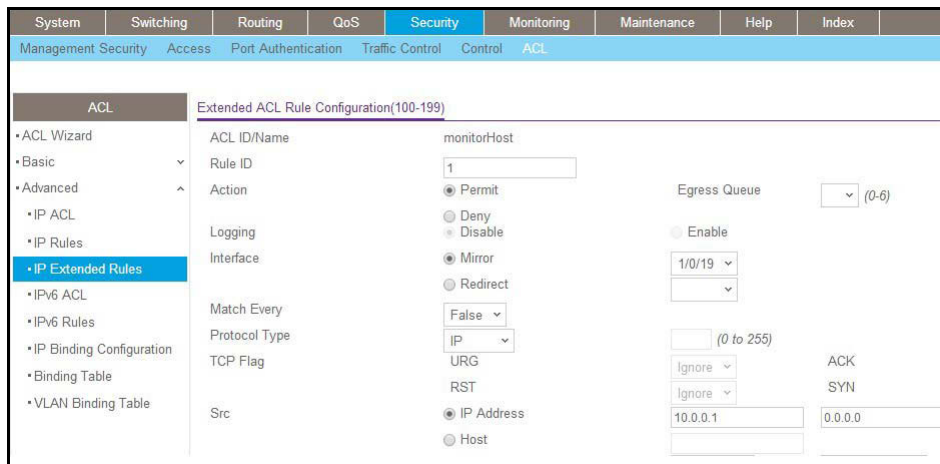 System Switching Routing QoS Security Monitoring Maintenance Help Index
Management Security Access Port Authentication Traffic Control Control ACL
ACL
ACL Wizard
Basic
Advanced
IP ACL
IP Rules
IP Extended Rules
IPv6 ACL
IPv6 Rules
IP Binding Configuration
Binding Table
VLAN Binding Table
Extended ACL Rule Configuration(100-199)
ACL ID/Name monitorHost
Rule ID 1
Action Permit Egress Queue (0-6)
Deny
Logging Disable Enable
Interface Mirror 1/0/19
Redirect
Match Every False
Protocol Type IP (0 to 255)
TCP Flag URG Ignore ACK
RST Ignore SYN
Src IP Address 10.0.0.1 0.0.0.0
Host